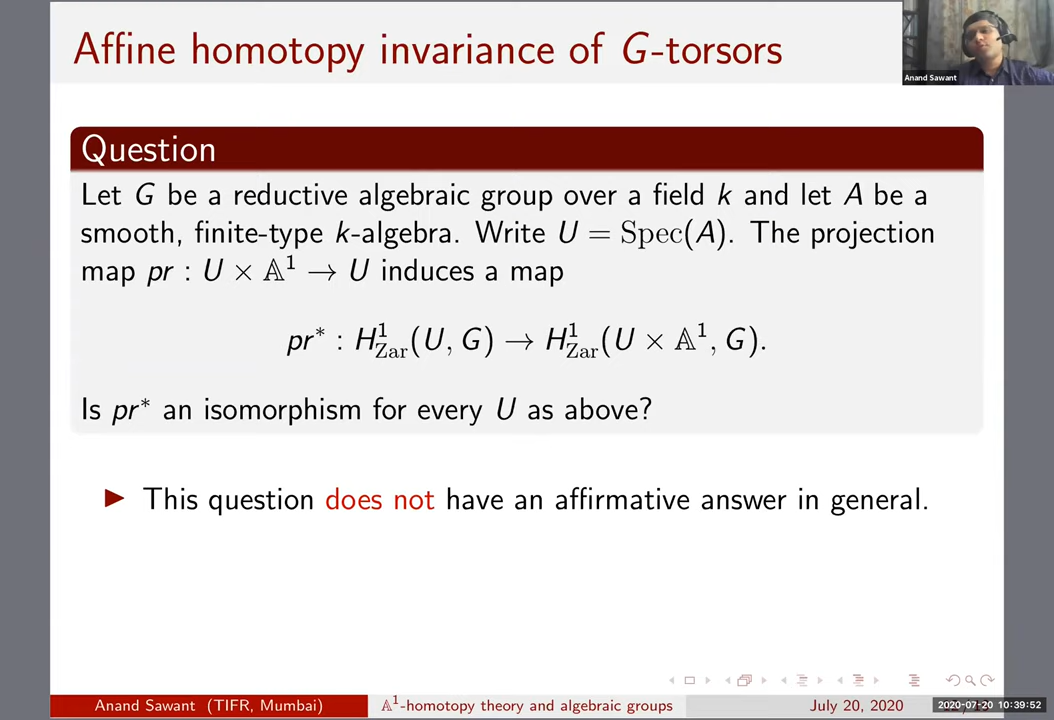 Affine homotopy invariance of G-torsors
Anand Sawant
Question
Let G be a reductive algebraic group over a field k and let A be a
smooth, finite-type k-algebra. Write U = Spec(A). The projection
map pr : U × 𝔸¹ → U induces a map
pr* : H¹_Zar(U, G) → H¹_Zar(U × 𝔸¹, G).
Is pr* an isomorphism for every U as above?
▶ This question does not have an affirmative answer in general.
Anand Sawant (TIFR, Mumbai)
𝔸¹-homotopy theory and algebraic groups
July 20, 2020
2020-07-20 10:39:52